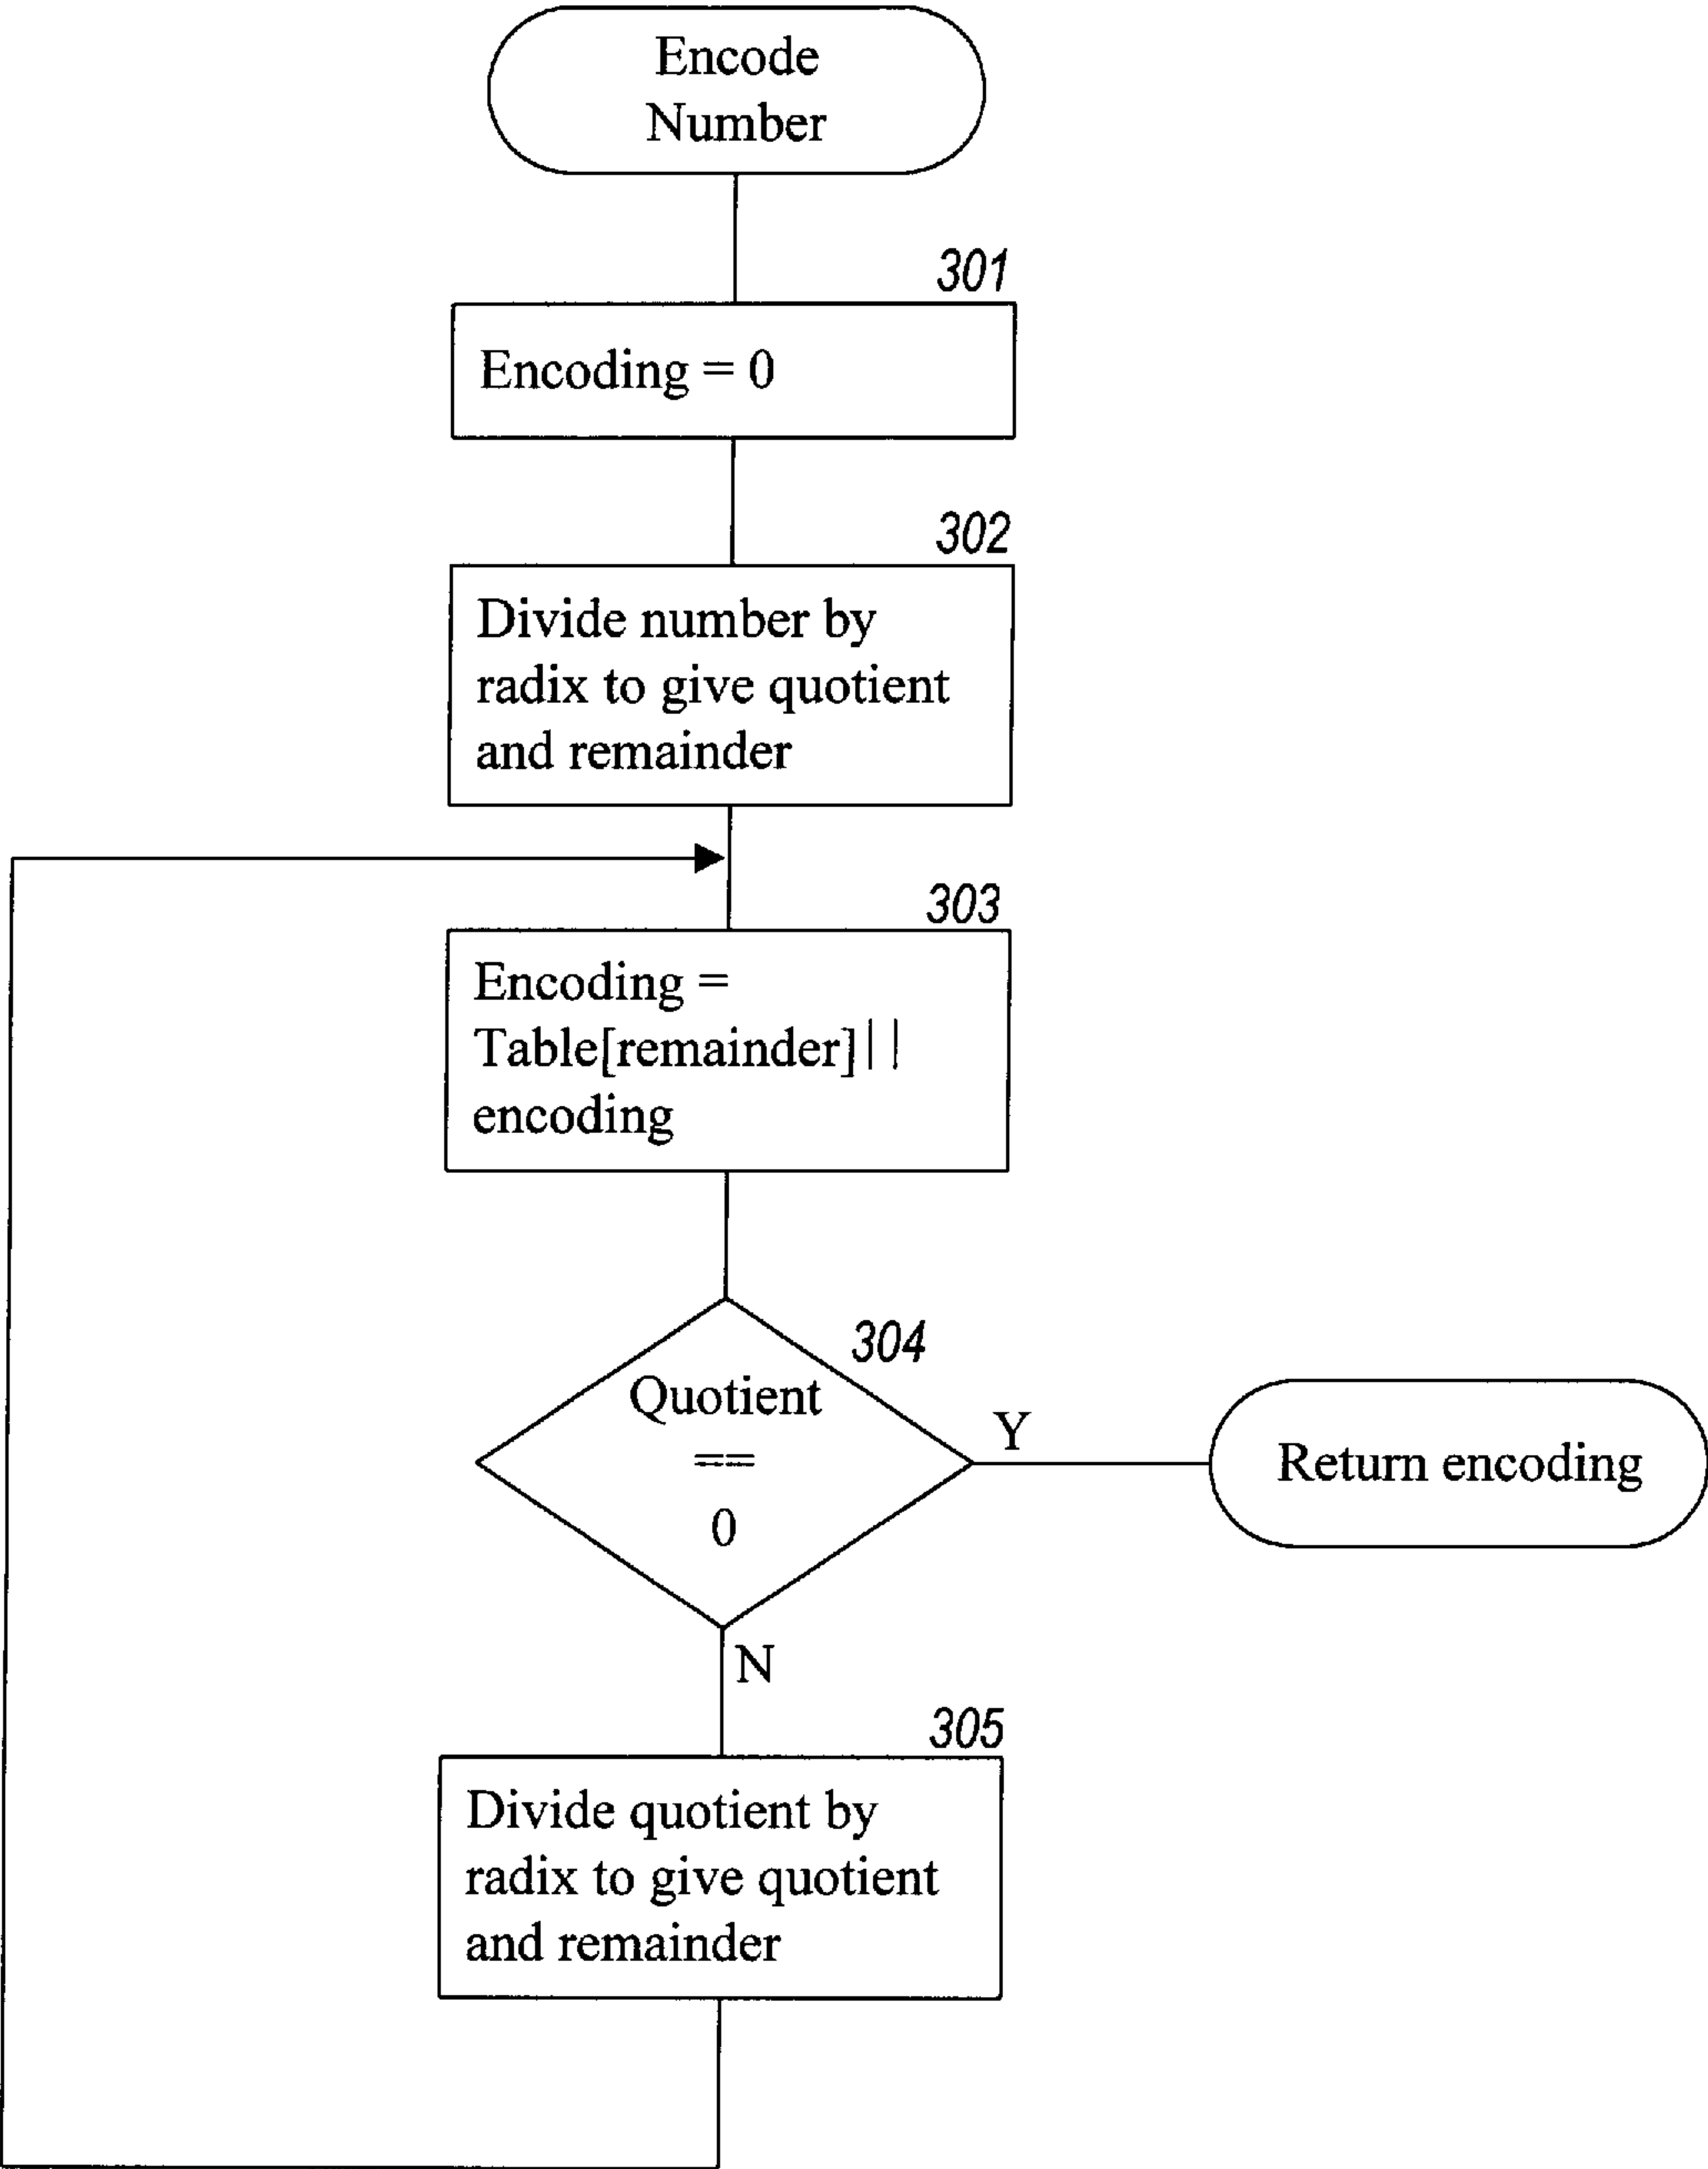 Encode
Number
301
Encoding = 0
302
Divide number by
radix to give quotient
and remainder
303
Encoding =
Table[remainder]||
encoding
304
Quotient
==
0
Y
Return encoding
N
305
Divide quotient by
radix to give quotient
and remainder